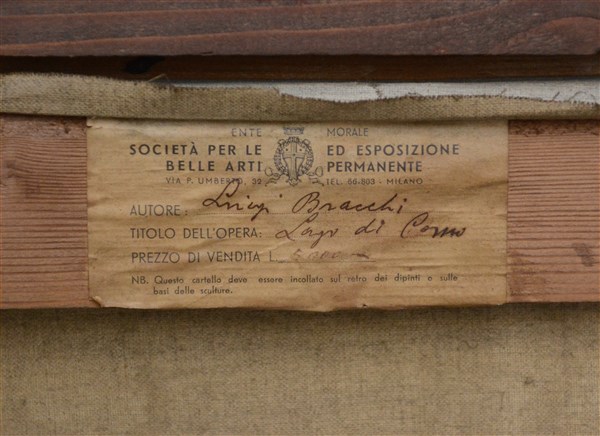 ENTE MORALE
SOCIETÀ PER LE ED ESPOSIZIONE
BELLE ARTI PERMANENTE
VIA P. UMBERTO, 32 TEL. 66-803 - MILANO
AUTORE: Luigi Bracchi
TITOLO DELL'OPERA: Lago di Como
PREZZO DI VENDITA L. 5000
NB. Questo cartello deve essere incollato sul retro dei dipinti e sulle
basi delle sculture.